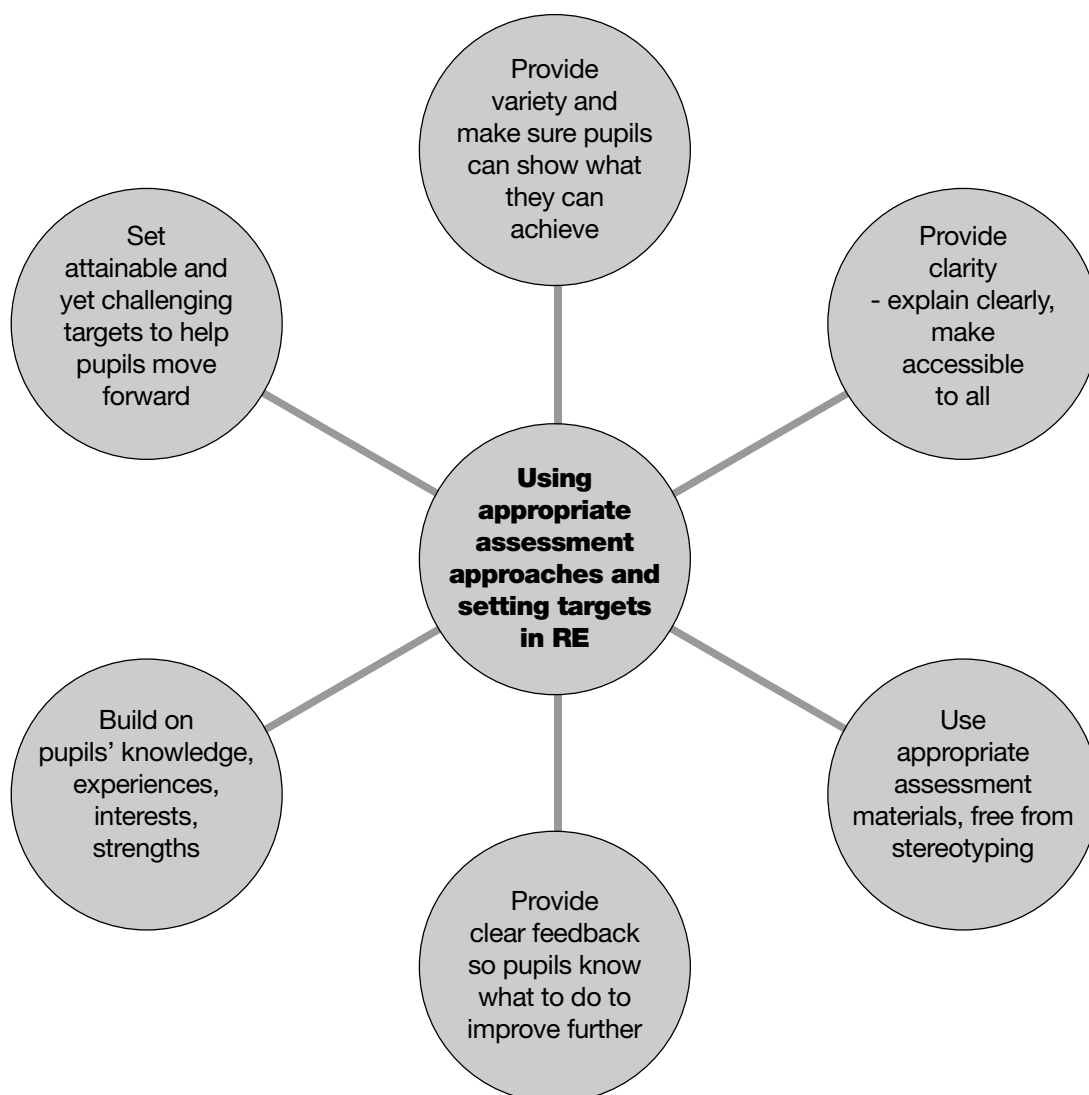 Provide
variety and
make sure pupils
can show what
they can
achieve
Set
attainable and
yet challenging
targets to help
pupils move
forward
Provide
clarity
- explain clearly,
make
accessible
to all
Using
appropriate
assessment
approaches and
setting targets
in RE
Build on
pupils’ knowledge,
experiences,
interests,
strengths
Use
appropriate
assessment
materials, free from
stereotyping
Provide
clear feedback
so pupils know
what to do to
improve further